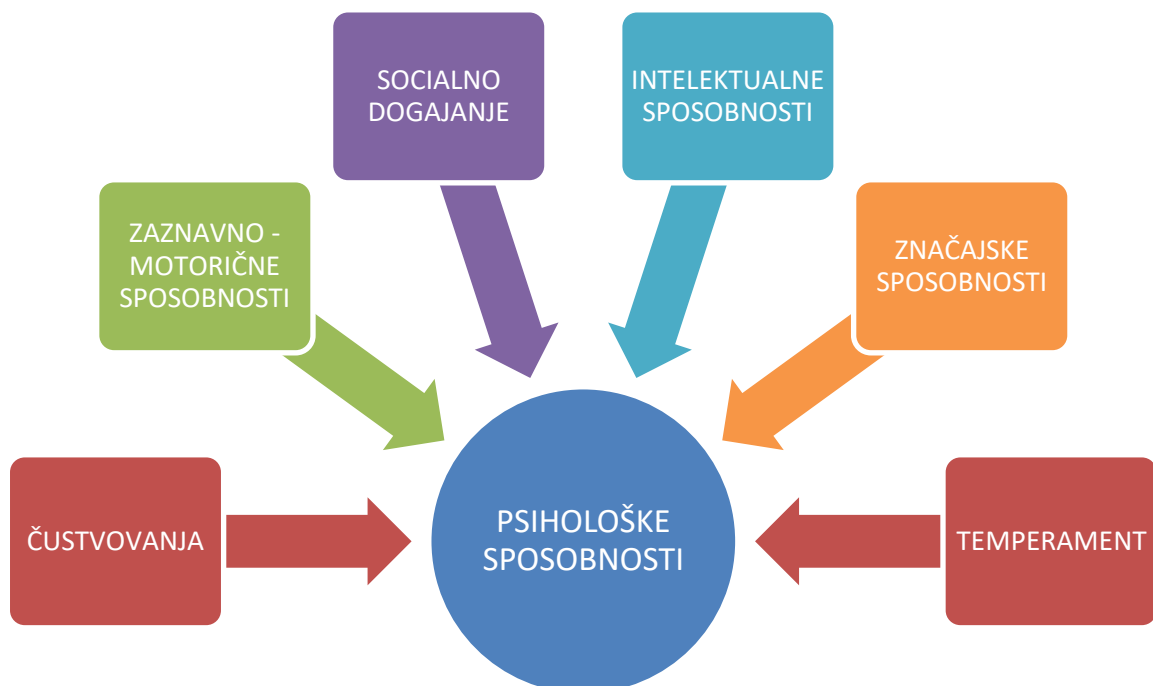 SOCIALNO
DOGAJANJE
INTELEKTUALNE
SPOSOBNOSTI
ZAZNAVNO -
MOTORIČNE
SPOSOBNOSTI
ZNAČAJSKE
SPOSOBNOSTI
ČUSTVOVANJA
PSIHOLOŠKE
SPOSOBNOSTI
TEMPERAMENT